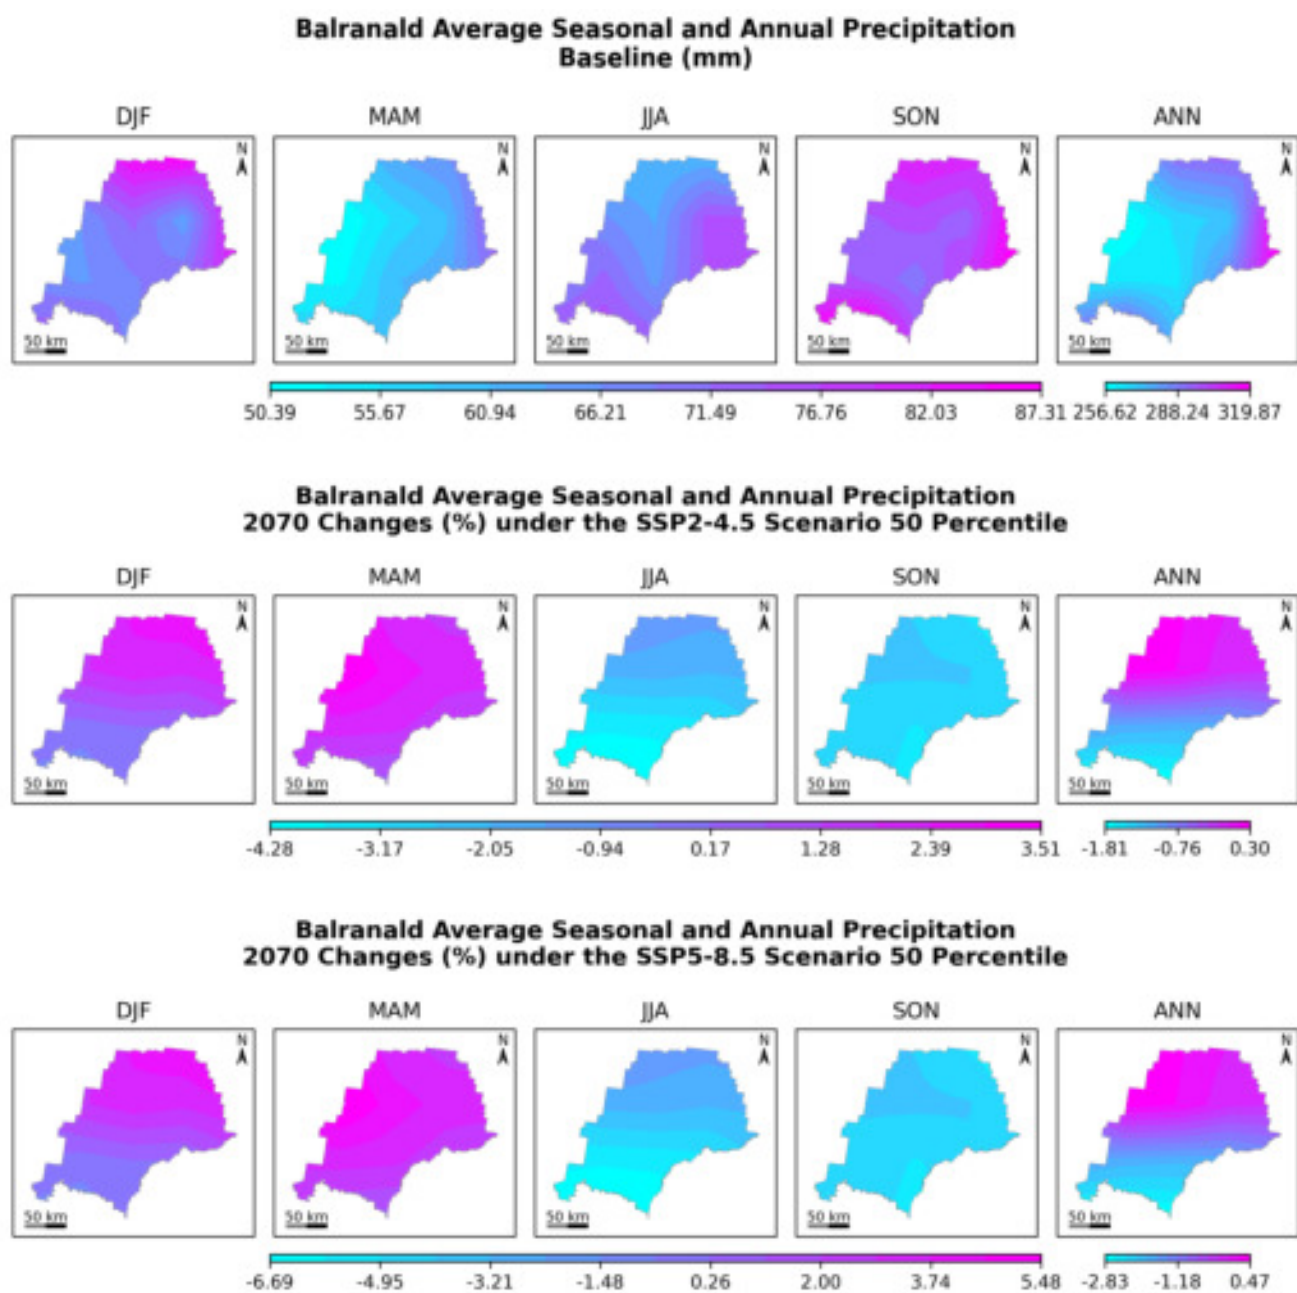 Balranald Average Seasonal and Annual Precipitation
Baseline (mm)
DJF MAM JJA SON ANN
N N N N N
50 km 50 km 50 km 50 km 50 km
50.39 55.67 60.94 66.21 71.49 76.76 82.03 87.31 256.62 288.24 319.87
Balranald Average Seasonal and Annual Precipitation
2070 Changes (%) under the SSP2-4.5 Scenario 50 Percentile
DJF MAM JJA SON ANN
N N N N N
50 km 50 km 50 km 50 km 50 km
-4.28 -3.17 -2.05 -0.94 0.17 1.28 2.39 3.51 -1.81 -0.76 0.30
Balranald Average Seasonal and Annual Precipitation
2070 Changes (%) under the SSP5-8.5 Scenario 50 Percentile
DJF MAM JJA SON ANN
N N N N N
50 km 50 km 50 km 50 km 50 km
-6.69 -4.95 -3.21 -1.48 0.26 2.00 3.74 5.48 -2.83 -1.18 0.47